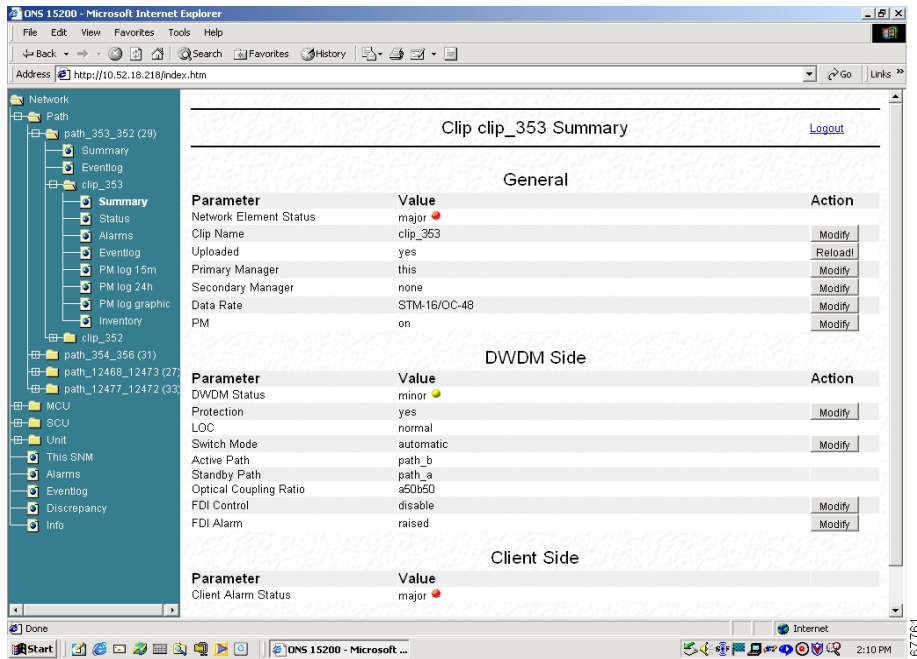 ONS 15200 - Microsoft Internet Explorer
File Edit View Favorites Tools Help
Back Search Favorites History
Address http://10.52.18.218/index.htm Go Links »
Network
Path
path_353_352 (29)
Summary
Eventlog
clip_353
Summary
Status
Alarms
Eventlog
PM log 15m
PM log 24h
PM log graphic
Inventory
clip_352
path_354_356 (31)
path_12468_12473 (27)
path_12477_12472 (33)
MCU
SCU
Unit
This SNM
Alarms
Eventlog
Discrepancy
Info
Clip clip_353 Summary Logout
General
Parameter Value Action
Network Element Status major
Clip Name clip_353 Modify
Uploaded yes Reload!
Primary Manager this Modify
Secondary Manager none Modify
Data Rate STM-16/OC-48 Modify
PM on Modify
DWDM Side
Parameter Value Action
DWDM Status minor
Protection yes Modify
LOC normal
Switch Mode automatic Modify
Active Path path_b
Standby Path path_a
Optical Coupling Ratio a50b50
FDI Control disable Modify
FDI Alarm raised Modify
Client Side
Parameter Value
Client Alarm Status major
Done Internet
Start ONS 15200 - Microsoft ... 2:10 PM
67761